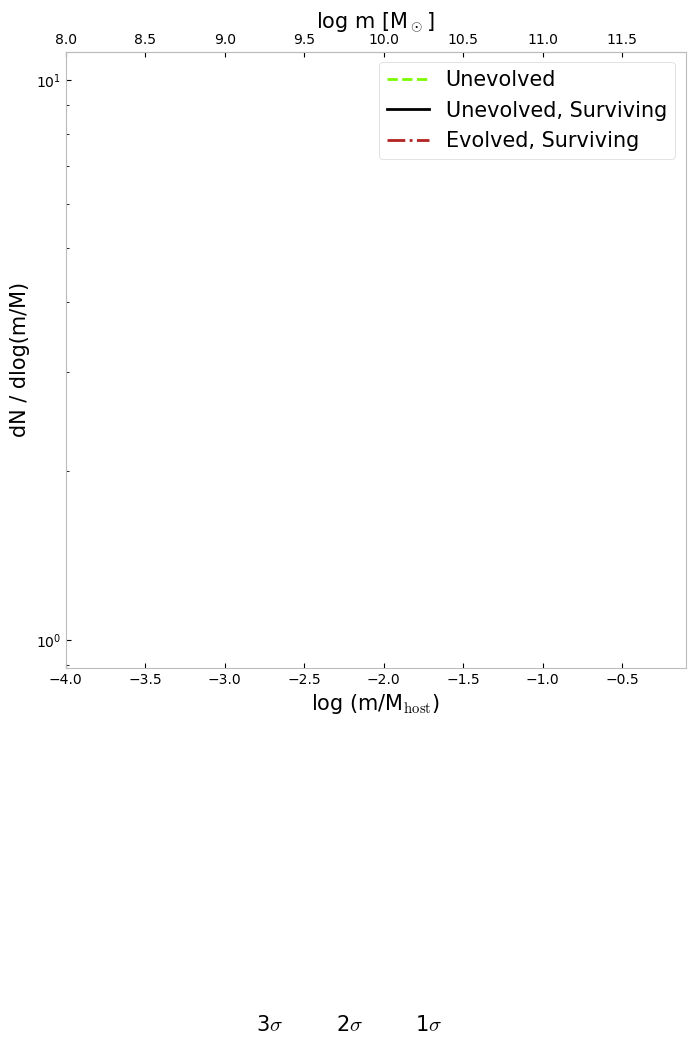 log m [M_⊙]
8.0 8.5 9.0 9.5 10.0 10.5 11.0 11.5
10¹
Unevolved
Unevolved, Surviving
Evolved, Surviving
dN / dlog(m/M)
10⁰
−4.0 −3.5 −3.0 −2.5 −2.0 −1.5 −1.0 −0.5
log (m/M_host)
3σ 2σ 1σ